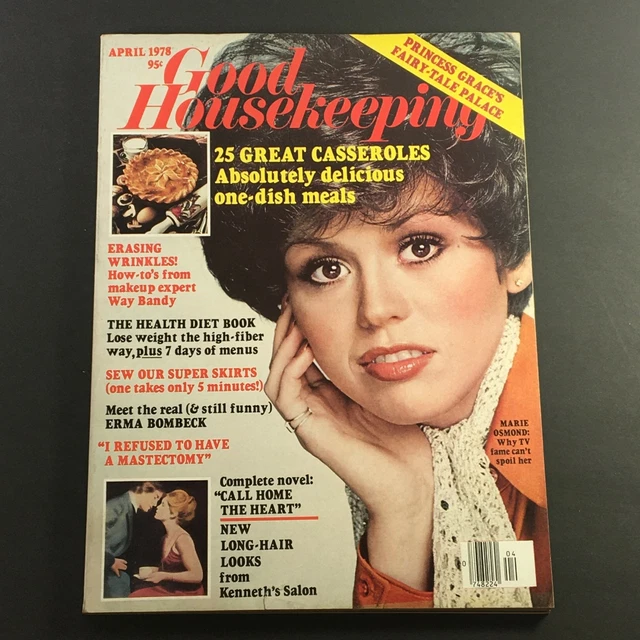 APRIL 1978
95¢
Good
Housekeeping
PRINCESS GRACE'S
FAIRY-TALE PALACE
25 GREAT CASSEROLES
Absolutely delicious
one-dish meals
ERASING
WRINKLES!
How-to's from
makeup expert
Way Bandy
THE HEALTH DIET BOOK
Lose weight the high-fiber
way, plus 7 days of menus
SEW OUR SUPER SKIRTS
(one takes only 5 minutes!)
Meet the real (& still funny)
ERMA BOMBECK
"I REFUSED TO HAVE
A MASTECTOMY"
MARIE
OSMOND:
Why TV
fame can't
spoil her
Complete novel:
"CALL HOME
THE HEART"
NEW
LONG-HAIR
LOOKS
from
Kenneth's Salon
04
0
748224